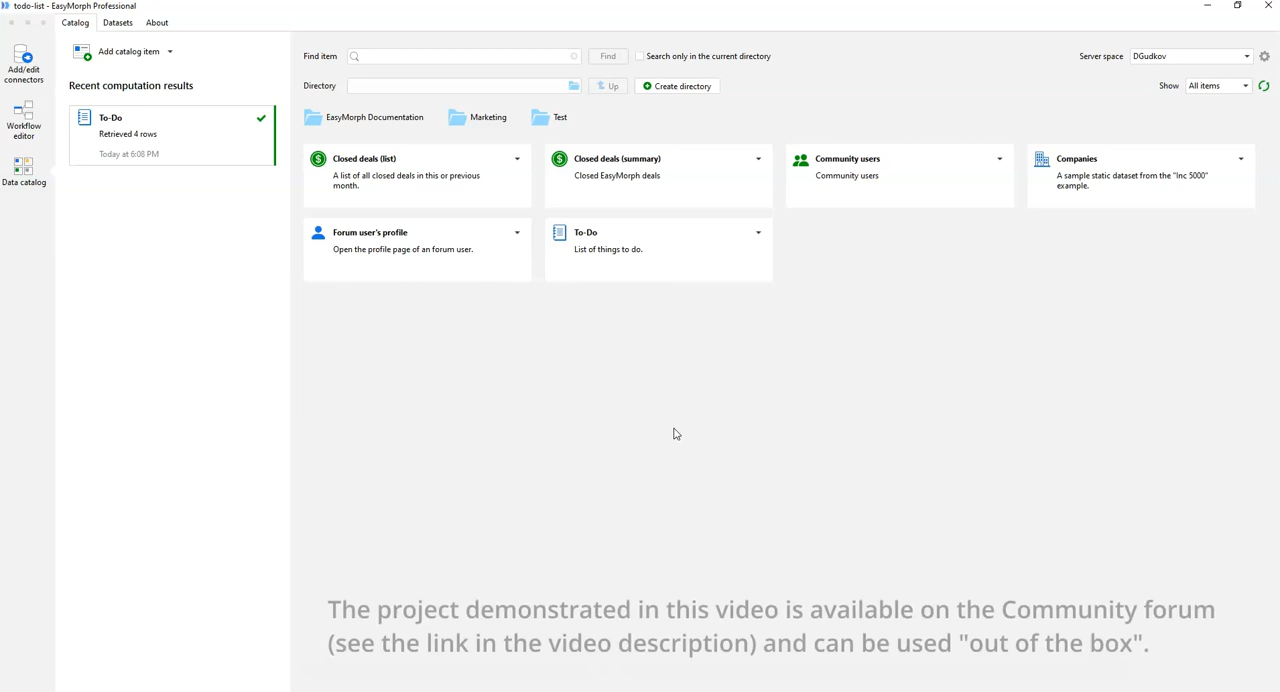 todo-list - EasyMorph Professional
Catalog Datasets About
Add/edit
connectors
Workflow
editor
Data catalog
Add catalog item
Recent computation results
To-Do
Retrieved 4 rows
Today at 6:08 PM
Find item Find Search only in the current directory Server space DGudkov
Directory Up Create directory Show All items
EasyMorph Documentation Marketing Test
Closed deals (list)
A list of all closed deals in this or previous
month.
Closed deals (summary)
Closed EasyMorph deals
Community users
Community users
Companies
A sample static dataset from the "Inc 5000"
example.
Forum user's profile
Open the profile page of an forum user.
To-Do
List of things to do.
The project demonstrated in this video is available on the Community forum
(see the link in the video description) and can be used "out of the box".